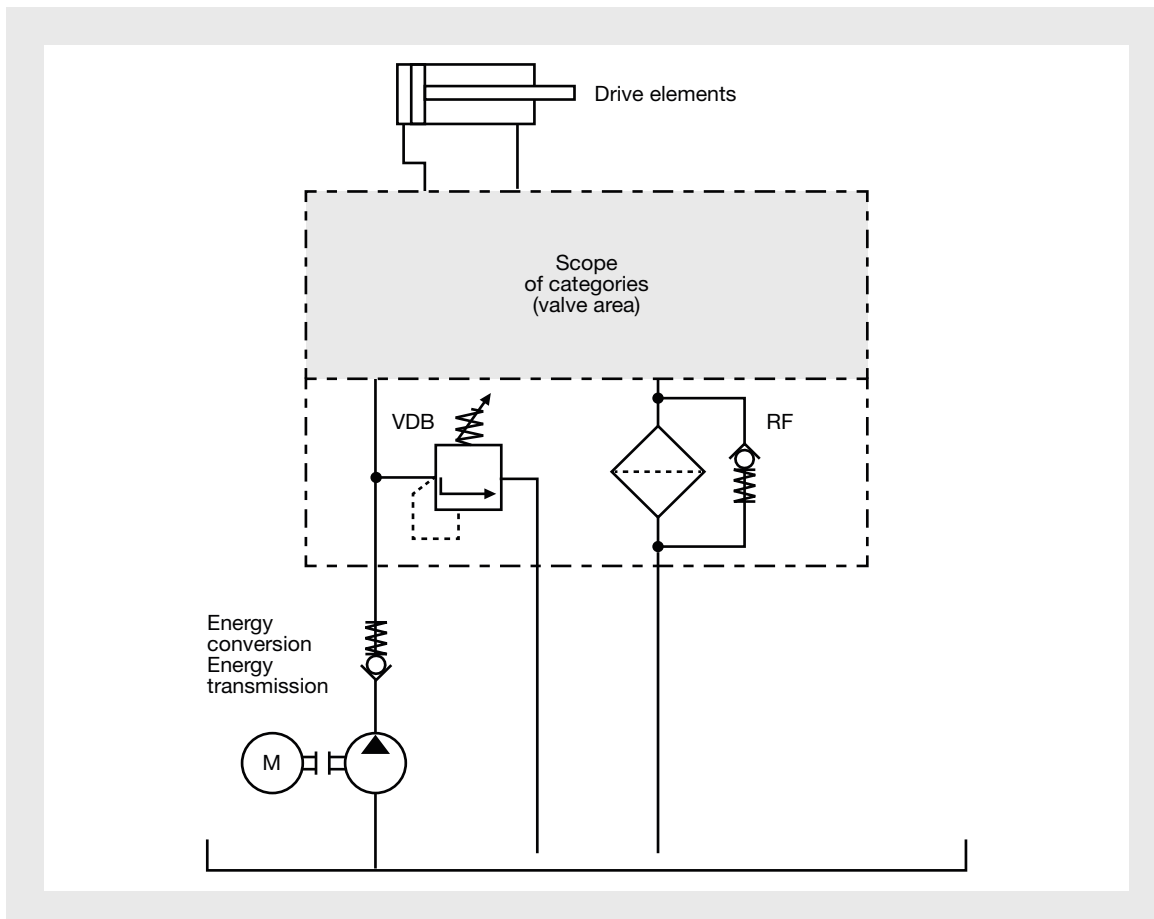 Drive elements
Scope
of categories
(valve area)
VDB
RF
Energy
conversion
Energy
transmission
M